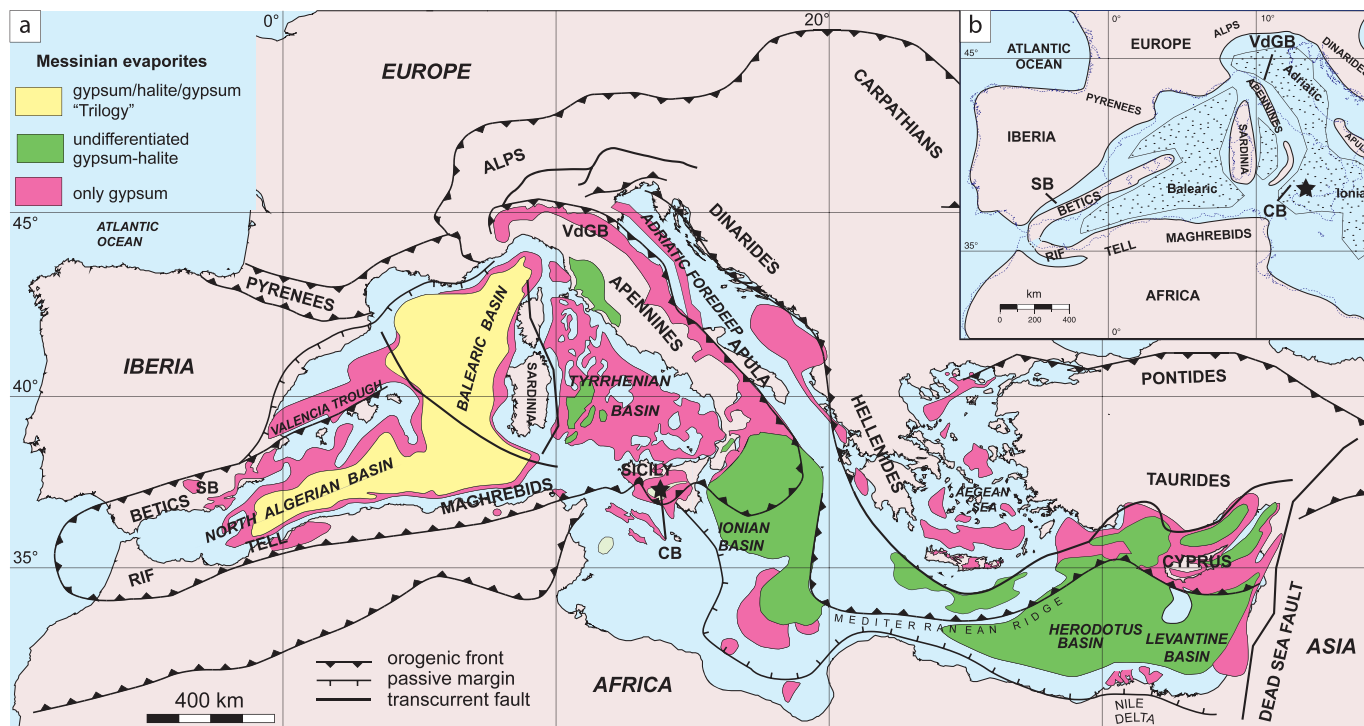 a
0°
20°
Messinian evaporites
gypsum/halite/gypsum
"Trilogy"
undifferentiated
gypsum-halite
only gypsum
EUROPE
CARPATHIANS
ALPS
45°
ATLANTIC
OCEAN
PYRENEES
VdGB
DINARIDES
ADRIATIC FOREDEEP
APENNINES
APULA
IBERIA
BALEARIC BASIN
SARDINIA
40°
VALENCIA TROUGH
TYRRHENIAN
BASIN
PONTIDES
HELLENIDES
SICILY
SB
BETICS
NORTH ALGERIAN BASIN
MAGHREBIDS
TELL
AEGEAN
SEA
TAURIDES
IONIAN
BASIN
CB
35°
RIF
CYPRUS
MEDITERRANEAN RIDGE
HERODOTUS
BASIN
LEVANTINE
BASIN
DEAD SEA FAULT
ASIA
AFRICA
NILE
DELTA
orogenic front
passive margin
transcurrent fault
400 km
b
0°
10°
ALPS
VdGB
EUROPE
ATLANTIC
OCEAN
45°
DINARIDES
Adriatic
PYRENEES
APENNINES
IBERIA
SARDINIA
APUL
SB
BETICS
Balearic
Ionia
CB
MAGHREBIDS
35°
TELL
RIF
km
0 200 400
AFRICA
0°